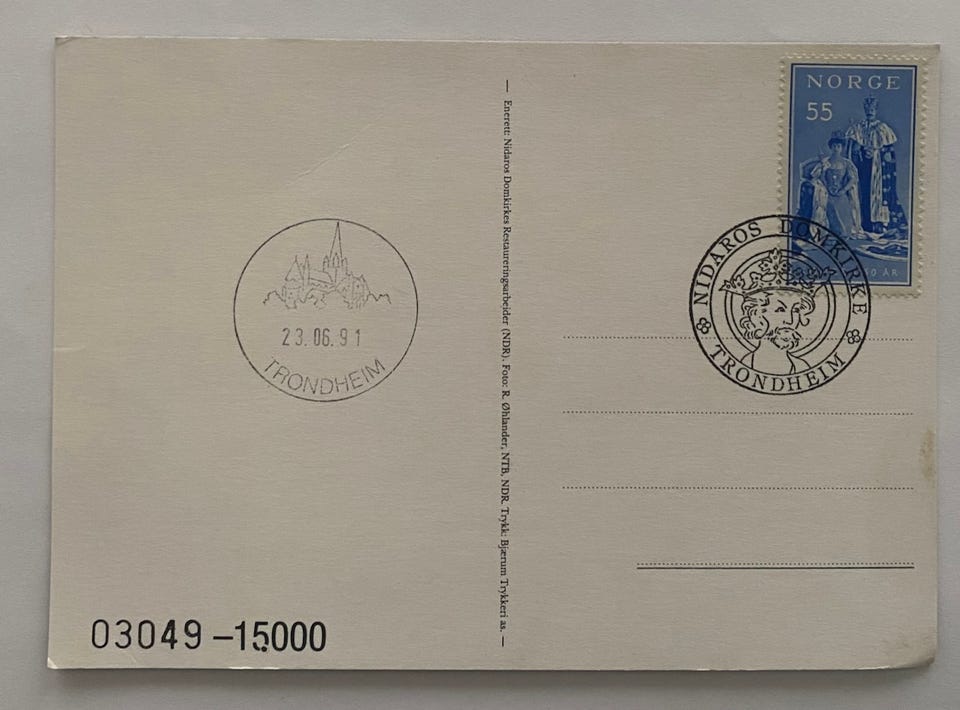 NORGE
55
0 ÅR
NIDAROS DOMKIRKE
TRONDHEIM
23.06.91
TRONDHEIM
— Enerett: Nidaros Domkirkes Restaureringsarbeider (NDR). Foto: R. Øhlander, NTB, NDR. Trykk: Bjærum Trykkeri as. —
03049 -15000